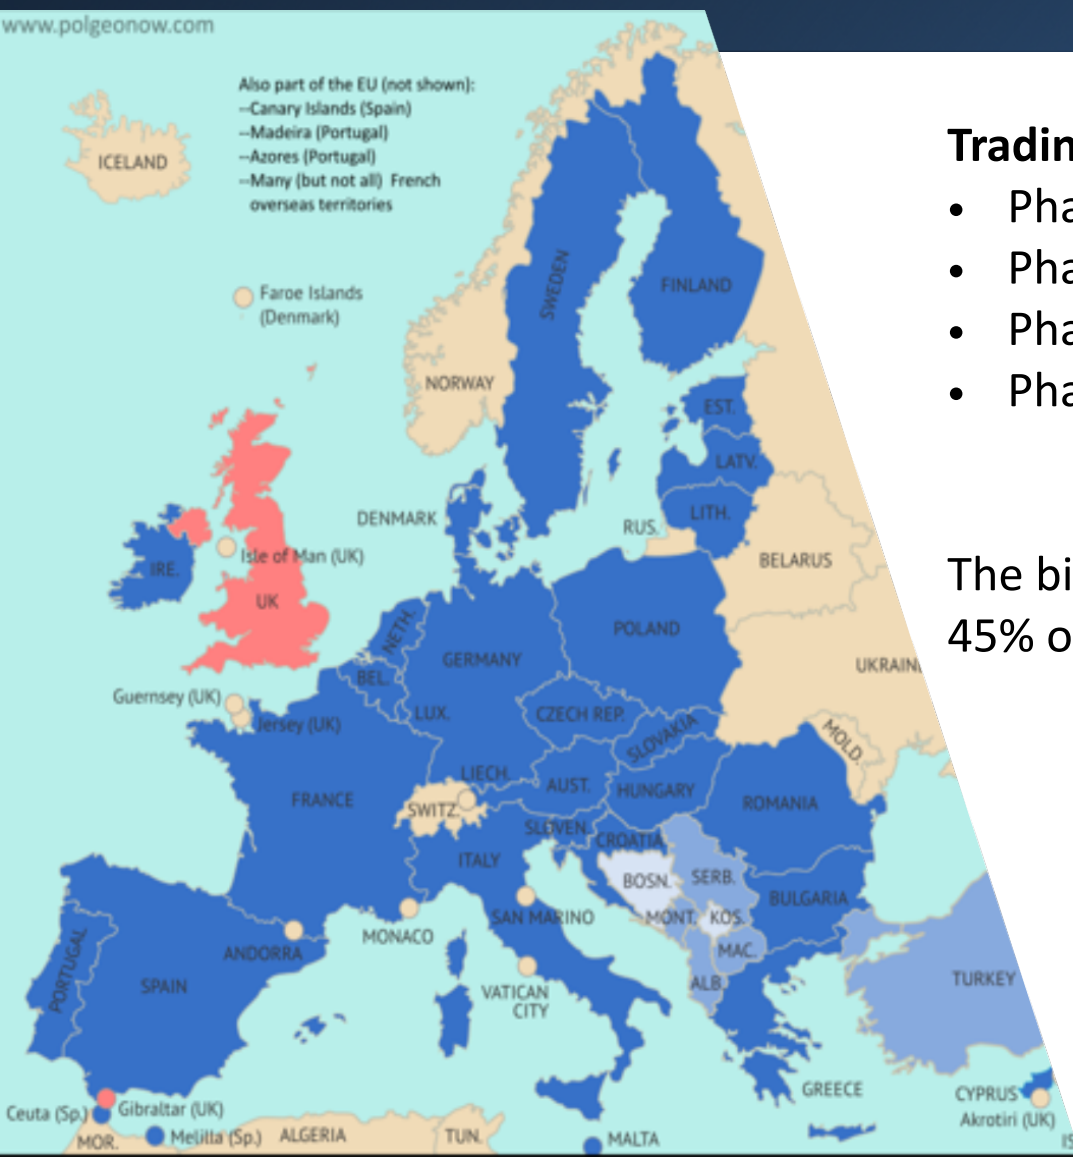 www.polgeonow.com
Also part of the EU (not shown):
--Canary Islands (Spain)
--Madeira (Portugal)
--Azores (Portugal)
--Many (but not all) French
overseas territories
ICELAND
Tradin
• Pha
• Pha
• Pha
• Pha
Faroe Islands
(Denmark)
SWEDEN
FINLAND
NORWAY
EST.
LATV.
LITH.
DENMARK
RUS.
IRE.
Isle of Man (UK)
UK
BELARUS
The bi
45% o
NETH.
POLAND
GERMANY
BEL.
UKRAIN
Guernsey (UK)
Jersey (UK)
LUX.
CZECH REP.
SLOVAKIA
MOLD.
LIECH.
AUST.
HUNGARY
FRANCE
SWITZ.
ROMANIA
SLOVEN.
CROATIA
ITALY
BOSN.
SERB.
BULGARIA
SAN MARINO
MONT.
KOS.
MONACO
ANDORRA
MAC.
PORTUGAL
SPAIN
VATICAN
CITY
ALB.
TURKEY
GREECE
CYPRUS
Akrotiri (UK)
Ceuta (Sp.)
Gibraltar (UK)
MOR.
Melilla (Sp.)
ALGERIA
TUN.
MALTA
IS